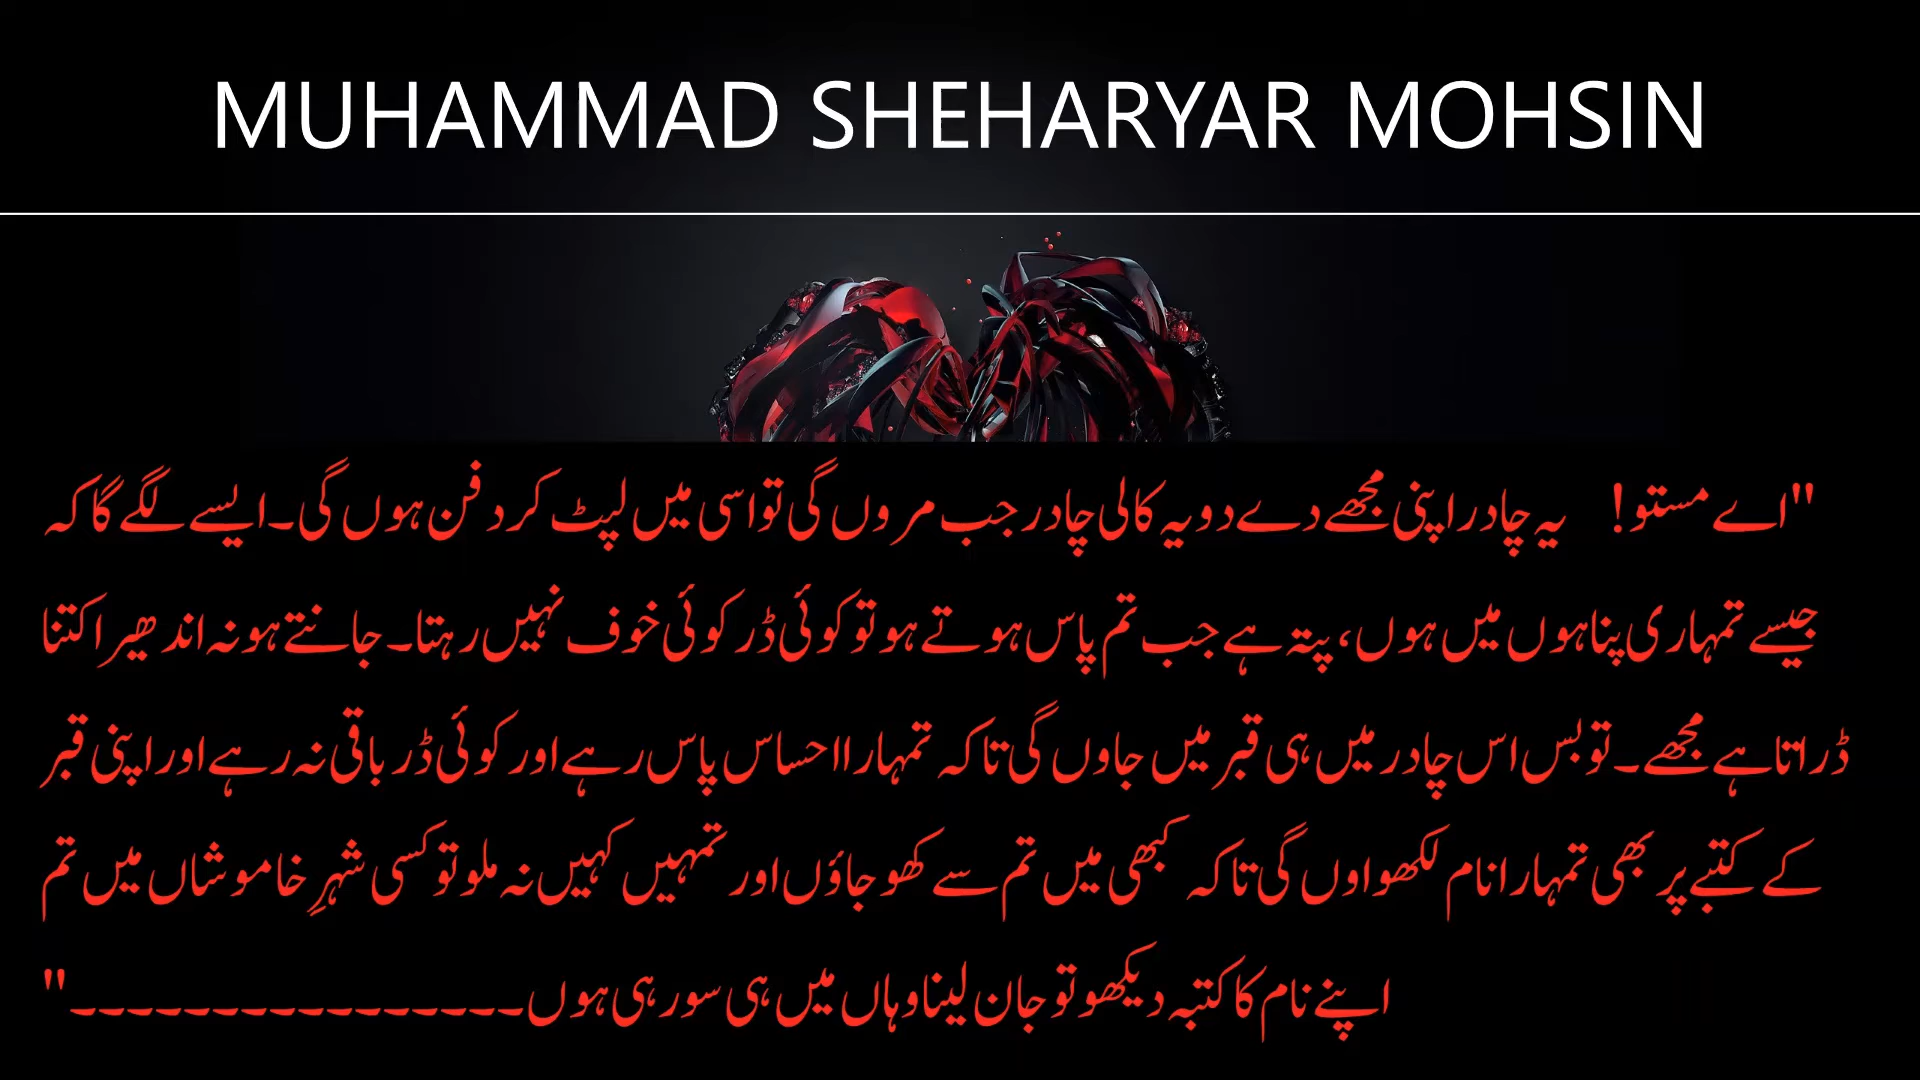 MUHAMMAD SHEHARYAR MOHSIN
"اے مستو! یہ چادر اپنی مجھے دے دو یہ کالی چادر جب مروں گی تو اسی میں لپٹ کر دفن ہوں گی۔ ایسے لگے گا کہ
جیسے تمہاری پناہوں میں ہوں، پتہ ہے جب تم پاس ہوتے ہو تو کوئی ڈر کوئی خوف نہیں رہتا۔ جانتے ہو نہ اندھیرا کتنا
ڈراتا ہے مجھے۔ تو بس اس چادر میں ہی قبر میں جاوں گی تاکہ تمہارا احساس پاس رہے اور کوئی ڈر باقی نہ رہے اور اپنی قبر
کے کتبے پر بھی تمہارا نام لکھواوں گی تاکہ کبھی میں تم سے کھو جاؤں اور تمہیں کہیں نہ ملو تو کسی شہرِ خاموشاں میں تم
اپنے نام کا کتبہ دیکھو تو جان لینا وہاں میں ہی سو رہی ہوں۔۔۔۔۔۔۔۔۔۔۔۔۔۔۔۔"